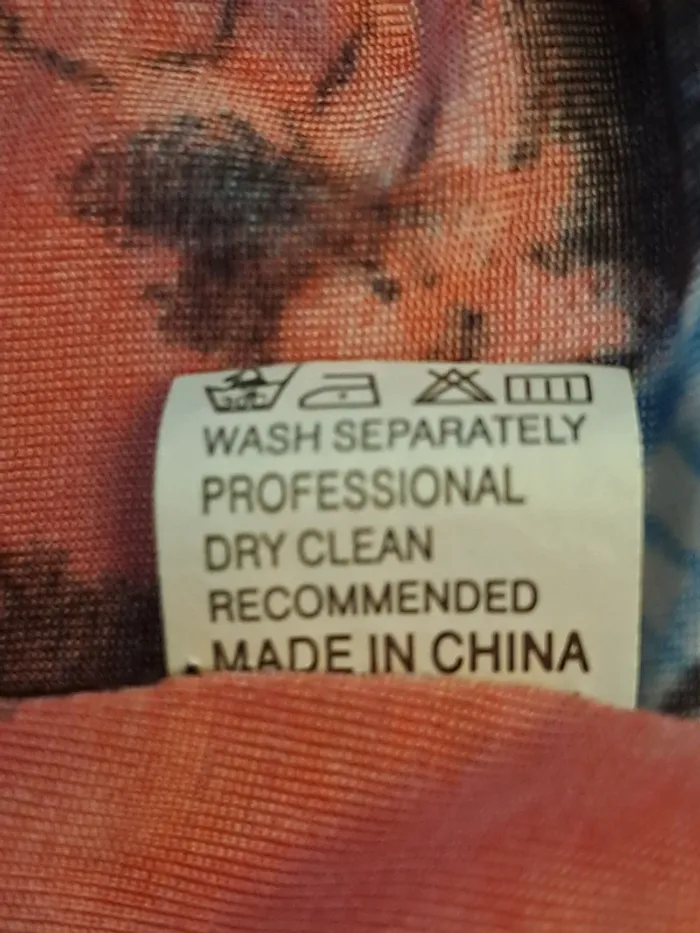 WASH SEPARATELY
PROFESSIONAL
DRY CLEAN
RECOMMENDED
MADE IN CHINA